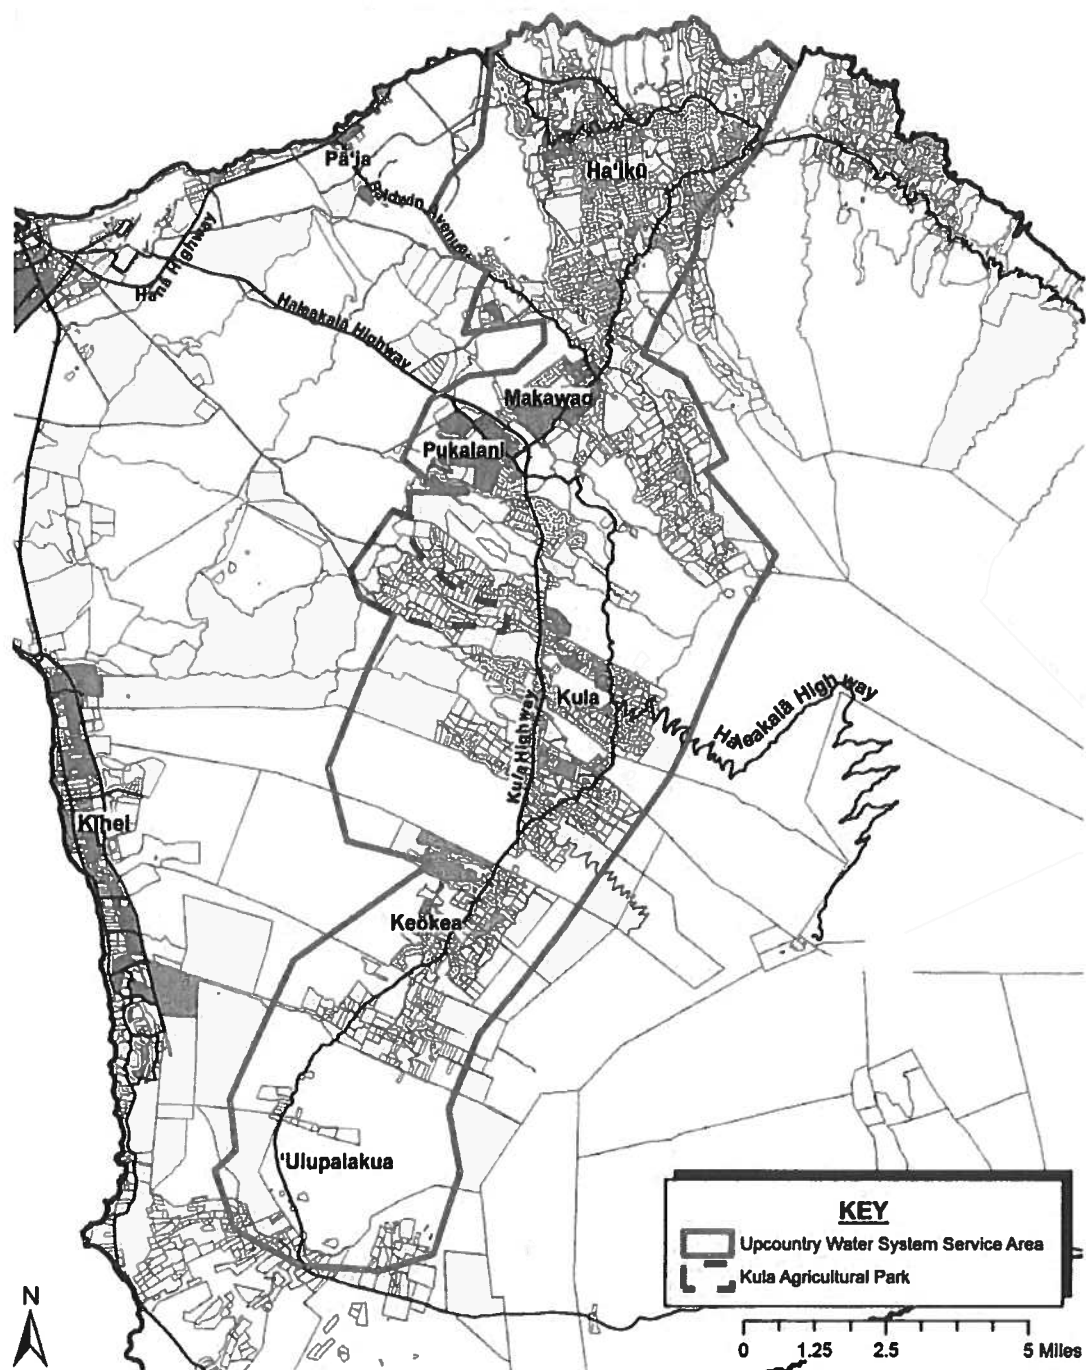 Pā'ia
Ha'ikū
Baldwin Avenue
Hāna Highway
Haleakalā Highway
Makawao
Pukalani
Kula
Haleakalā Highway
Kula Highway
Kīhei
Keōkea
'Ulupalakua
KEY
Upcountry Water System Service Area
Kula Agricultural Park
N
0 1.25 2.5 5 Miles